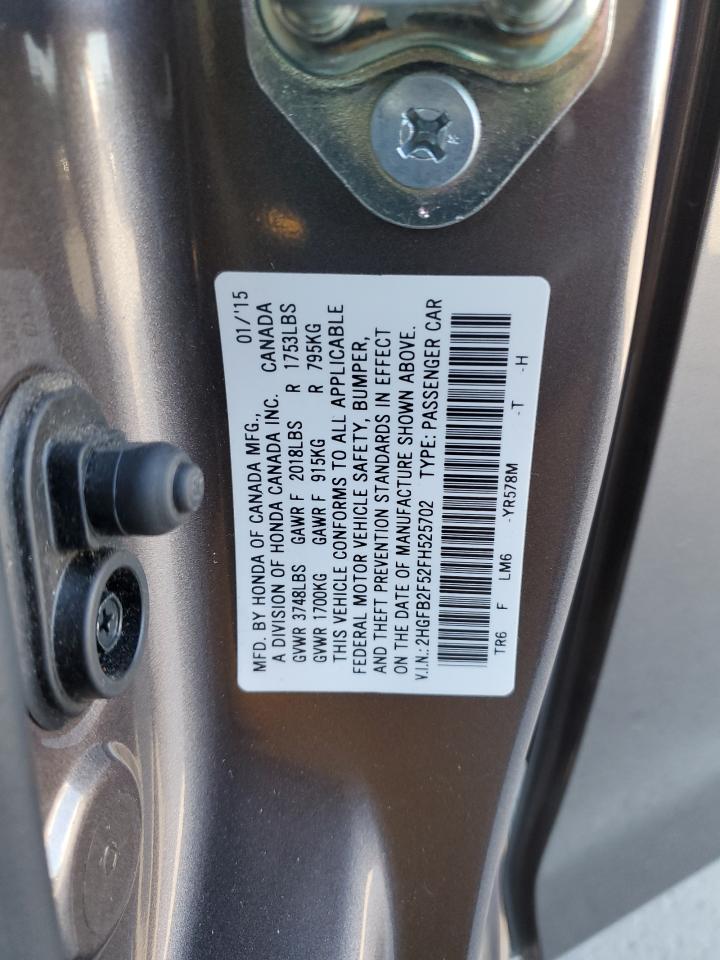 MFD. BY HONDA OF CANADA MFG., 01/'15
A DIVISION OF HONDA CANADA INC. CANADA
GVWR 3748LBS GAWR F 2018LBS R 1753LBS
GVWR 1700KG GAWR F 915KG R 795KG
THIS VEHICLE CONFORMS TO ALL APPLICABLE
FEDERAL MOTOR VEHICLE SAFETY, BUMPER,
AND THEFT PREVENTION STANDARDS IN EFFECT
ON THE DATE OF MANUFACTURE SHOWN ABOVE.
V.I.N.: 2HGFB2F52FH525702 TYPE: PASSENGER CAR
TR6 F LM6 -YR578M -T -H